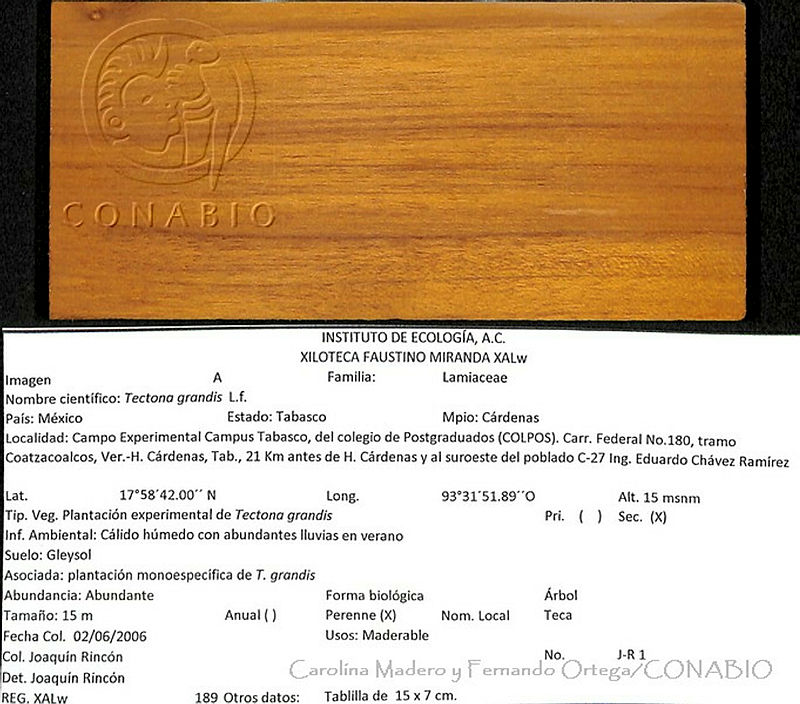 CONABIO
INSTITUTO DE ECOLOGÍA, A.C.
XILOTECA FAUSTINO MIRANDA XALw
Imagen A Familia: Lamiaceae
Nombre científico: Tectona grandis L.f.
País: México Estado: Tabasco Mpio: Cárdenas
Localidad: Campo Experimental Campus Tabasco, del colegio de Postgraduados (COLPOS). Carr. Federal No.180, tramo
Coatzacoalcos, Ver.-H. Cárdenas, Tab., 21 Km antes de H. Cárdenas y al suroeste del poblado C-27 Ing. Eduardo Chávez Ramírez
Lat. 17°58´42.00´´ N Long. 93°31´51.89´´O Alt. 15 msnm
Tip. Veg. Plantación experimental de Tectona grandis Pri. ( ) Sec. (X)
Inf. Ambiental: Cálido húmedo con abundantes lluvias en verano
Suelo: Gleysol
Asociada: plantación monoespecífica de T. grandis
Abundancia: Abundante Forma biológica Árbol
Tamaño: 15 m Anual ( ) Perenne (X) Nom. Local Teca
Fecha Col. 02/06/2006 Usos: Maderable
Col. Joaquín Rincón No. J-R 1
Carolina Madero y Fernando Ortega/CONABIO
Det. Joaquín Rincón
REG. XALw 189 Otros datos: Tablilla de 15 x 7 cm.